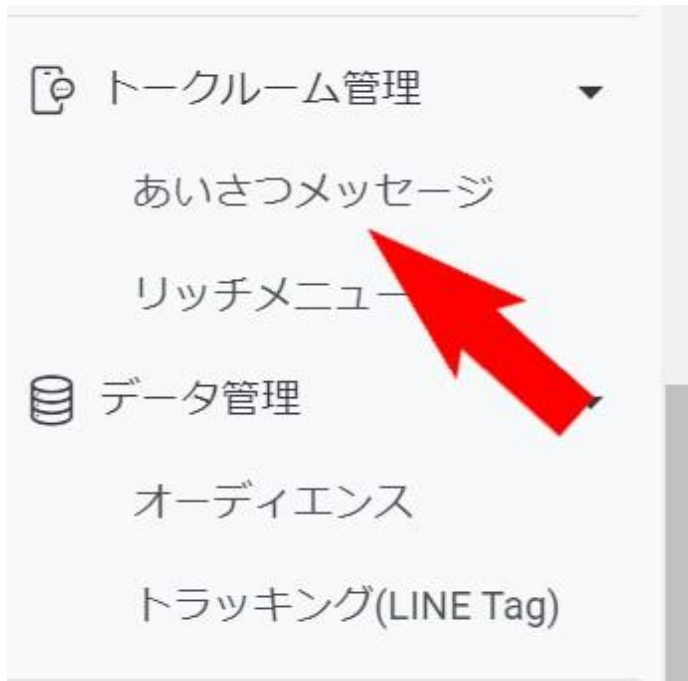 トークルーム管理
あいさつメッセージ
リッチメニュー
データ管理
オーディエンス
トラッキング(LINE Tag)